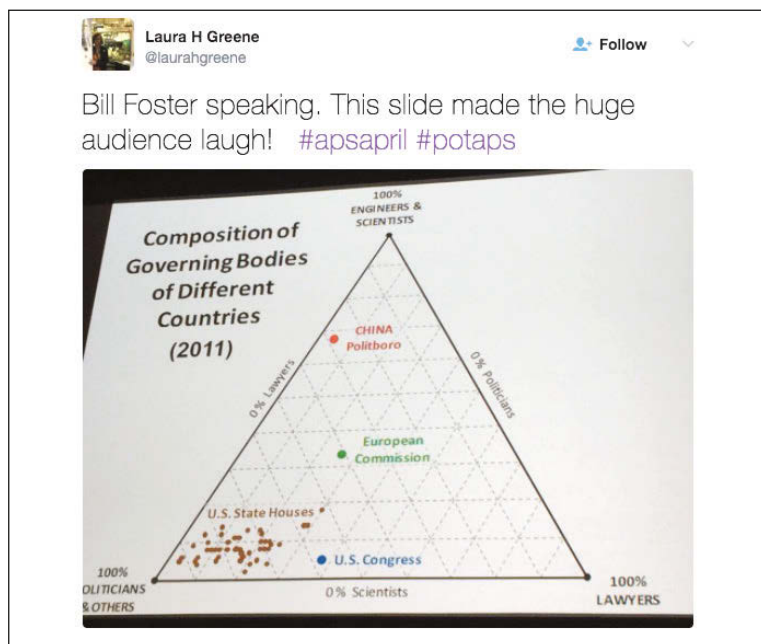 Laura H Greene
@laurahgreene
Follow
Bill Foster speaking. This slide made the huge
audience laugh! #apsapril #potaps
Composition of
Governing Bodies
of Different
Countries
(2011)
100%
ENGINEERS &
SCIENTISTS
CHINA
Politboro
0% Lawyers
0% Politicians
European
Commission
U.S. State Houses
U.S. Congress
100%
OLITICIANS
& OTHERS
0% Scientists
100%
LAWYERS